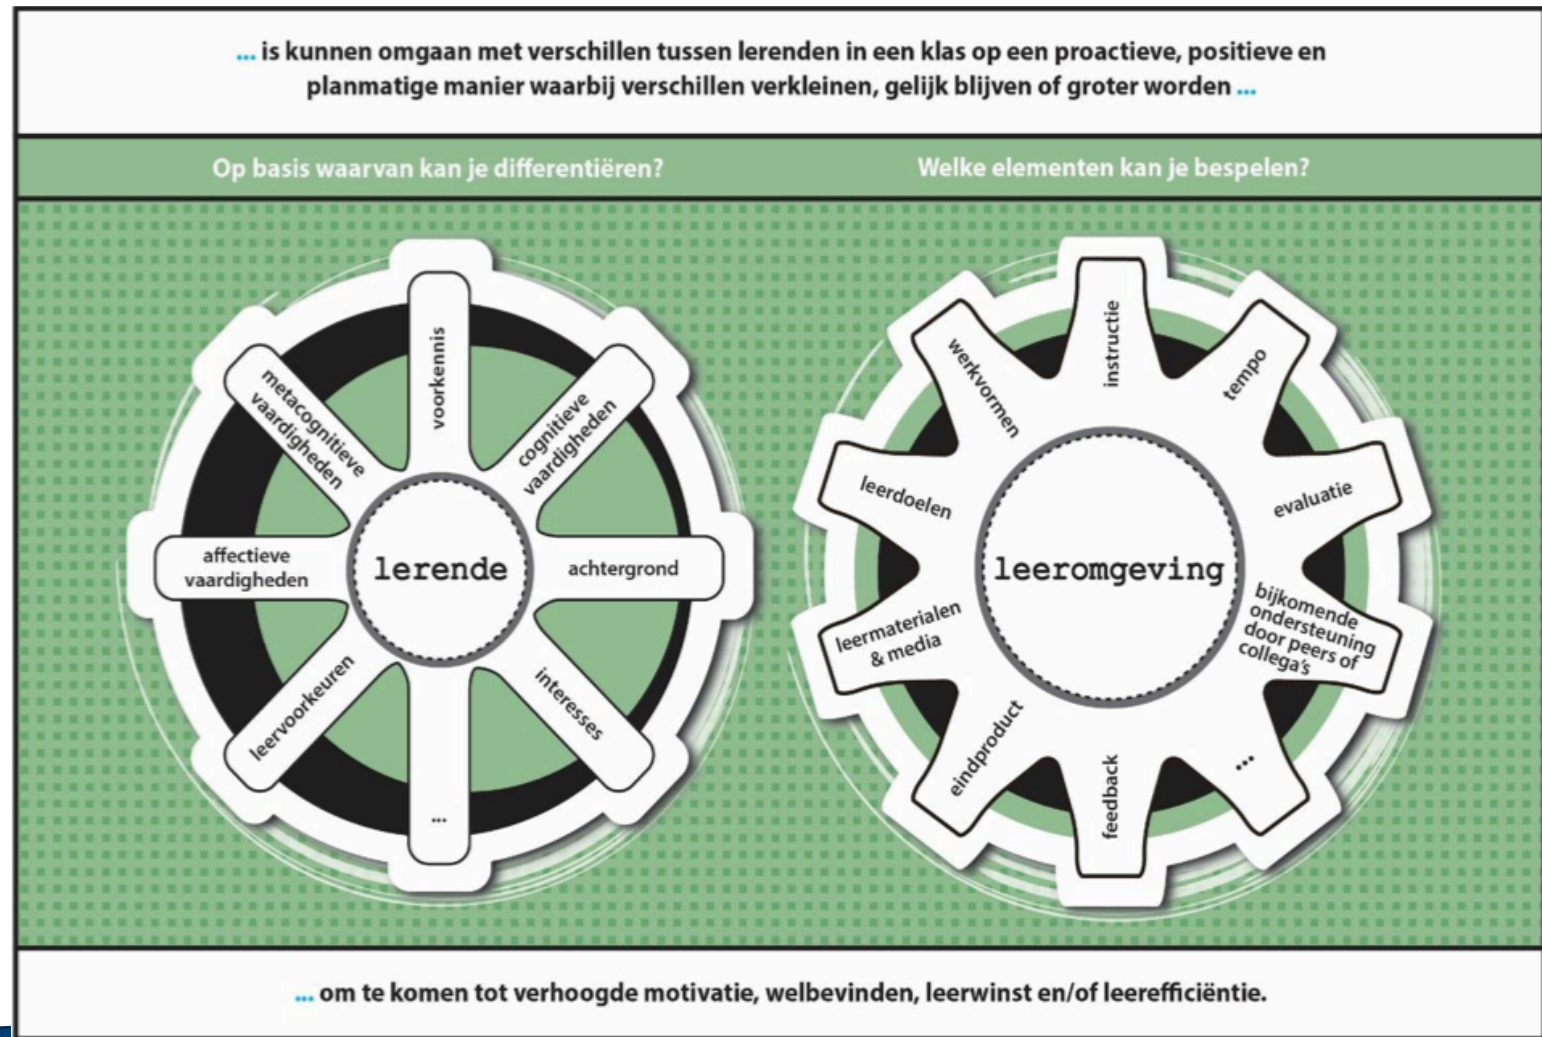 ... is kunnen omgaan met verschillen tussen lerenden in een klas op een proactieve, positieve en
planmatige manier waarbij verschillen verkleinen, gelijk blijven of groter worden ...
Op basis waarvan kan je differentiëren?
Welke elementen kan je bespelen?
voorkennis
cognitieve
vaardigheden
achtergrond
interesses
...
leervoorkeuren
affectieve
vaardigheden
metacognitieve
vaardigheden
lerende
instructie
tempo
evaluatie
bijkomende
ondersteuning
door peers of
collega's
...
feedback
eindproduct
leermaterialen
& media
leerdoelen
werkvormen
leeromgeving
... om te komen tot verhoogde motivatie, welbevinden, leerwinst en/of leerefficiëntie.